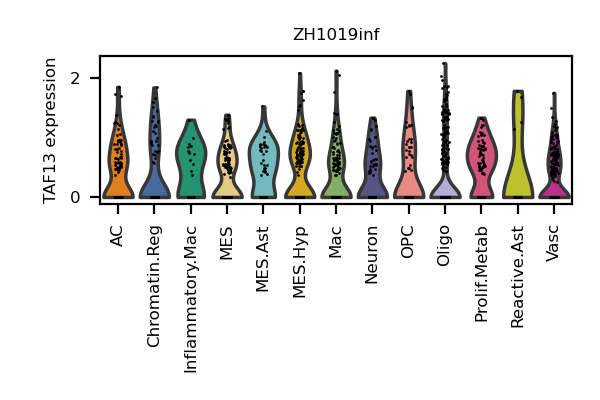 ZH1019inf
TAF13 expression
2
0
AC
Chromatin.Reg
Inflammatory.Mac
MES
MES.Ast
MES.Hyp
Mac
Neuron
OPC
Oligo
Prolif.Metab
Reactive.Ast
Vasc